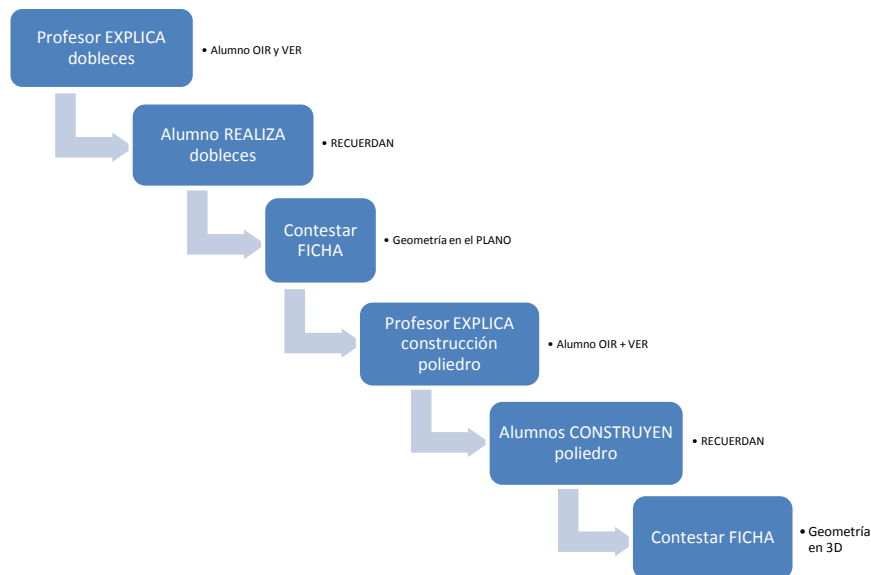 Profesor EXPLICA
dobleces
• Alumno OIR y VER
Alumno REALIZA
dobleces
• RECUERDAN
Contestar
FICHA
• Geometría en el PLANO
Profesor EXPLICA
construcción
poliedro
• Alumno OIR + VER
Alumnos CONSTRUYEN
poliedro
• RECUERDAN
Contestar FICHA
• Geometría
en 3D